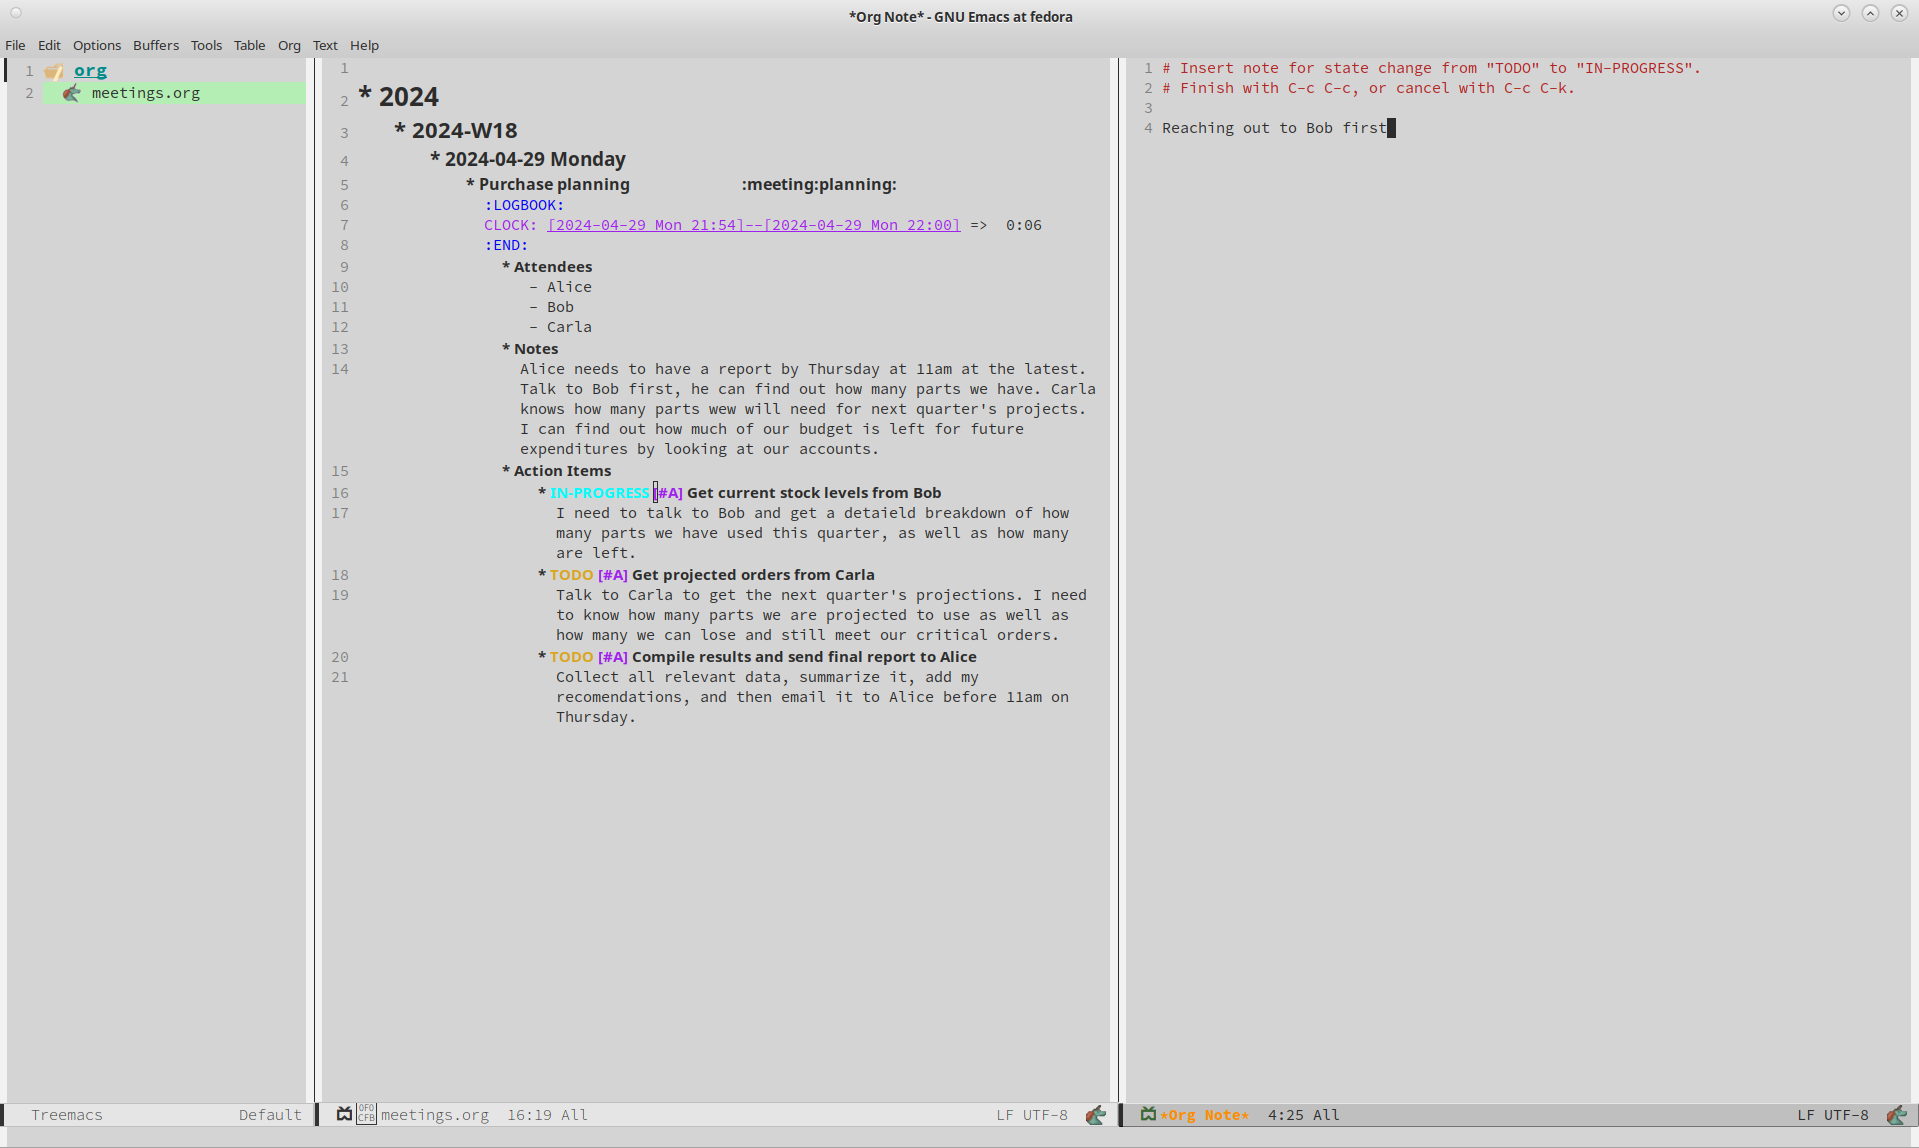 *Org Note* - GNU Emacs at fedora
File Edit Options Buffers Tools Table Org Text Help
1 org
2 meetings.org
1
2 * 2024
3 * 2024-W18
4 * 2024-04-29 Monday
5 * Purchase planning :meeting:planning:
6 :LOGBOOK:
7 CLOCK: [2024-04-29 Mon 21:54]--[2024-04-29 Mon 22:00] => 0:06
8 :END:
9 * Attendees
10 - Alice
11 - Bob
12 - Carla
13 * Notes
14 Alice needs to have a report by Thursday at 11am at the latest.
Talk to Bob first, he can find out how many parts we have. Carla
knows how many parts wew will need for next quarter's projects.
I can find out how much of our budget is left for future
expenditures by looking at our accounts.
15 * Action Items
16 * IN-PROGRESS [#A] Get current stock levels from Bob
17 I need to talk to Bob and get a detaield breakdown of how
many parts we have used this quarter, as well as how many
are left.
18 * TODO [#A] Get projected orders from Carla
19 Talk to Carla to get the next quarter's projections. I need
to know how many parts we are projected to use as well as
how many we can lose and still meet our critical orders.
20 * TODO [#A] Compile results and send final report to Alice
21 Collect all relevant data, summarize it, add my
recomendations, and then email it to Alice before 11am on
Thursday.
1 # Insert note for state change from "TODO" to "IN-PROGRESS".
2 # Finish with C-c C-c, or cancel with C-c C-k.
3
4 Reaching out to Bob first
Treemacs Default
0F0
CFB
meetings.org 16:19 All LF UTF-8
*Org Note* 4:25 All LF UTF-8